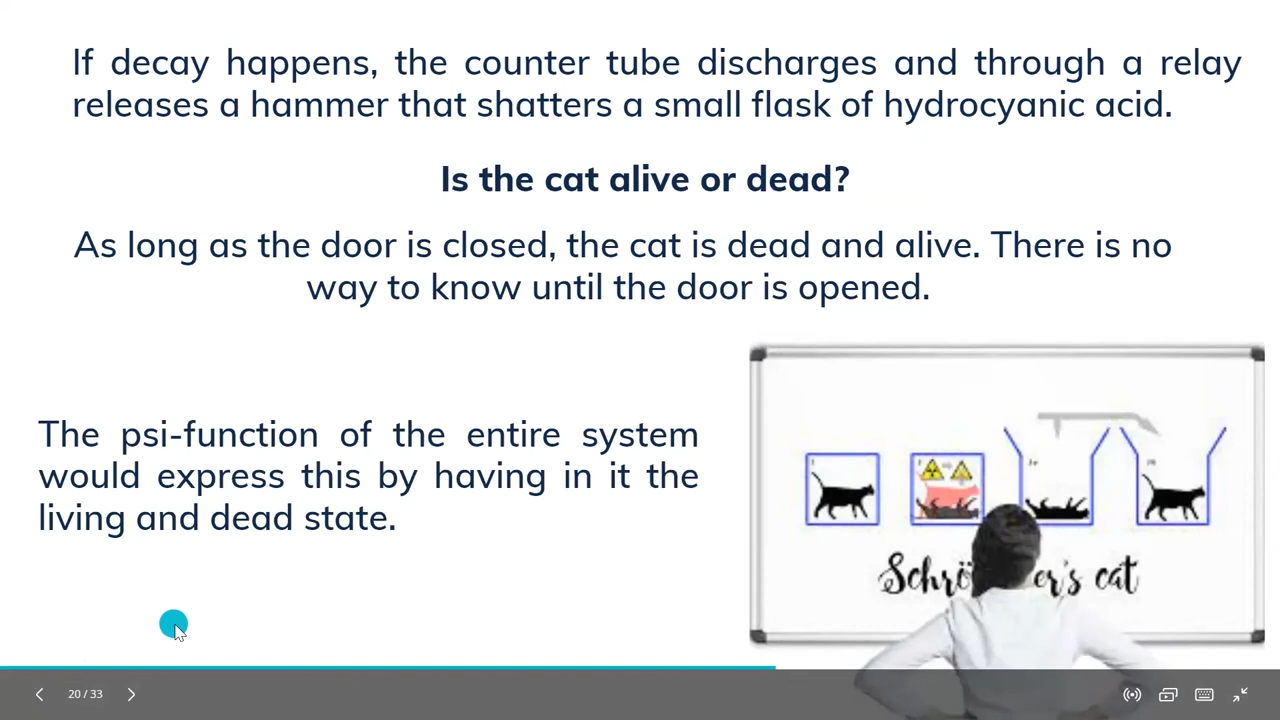 If decay happens, the counter tube discharges and through a relay
releases a hammer that shatters a small flask of hydrocyanic acid.
Is the cat alive or dead?
As long as the door is closed, the cat is dead and alive. There is no
way to know until the door is opened.
The psi-function of the entire system
would express this by having in it the
living and dead state.
Schrö er's cat
20 / 33